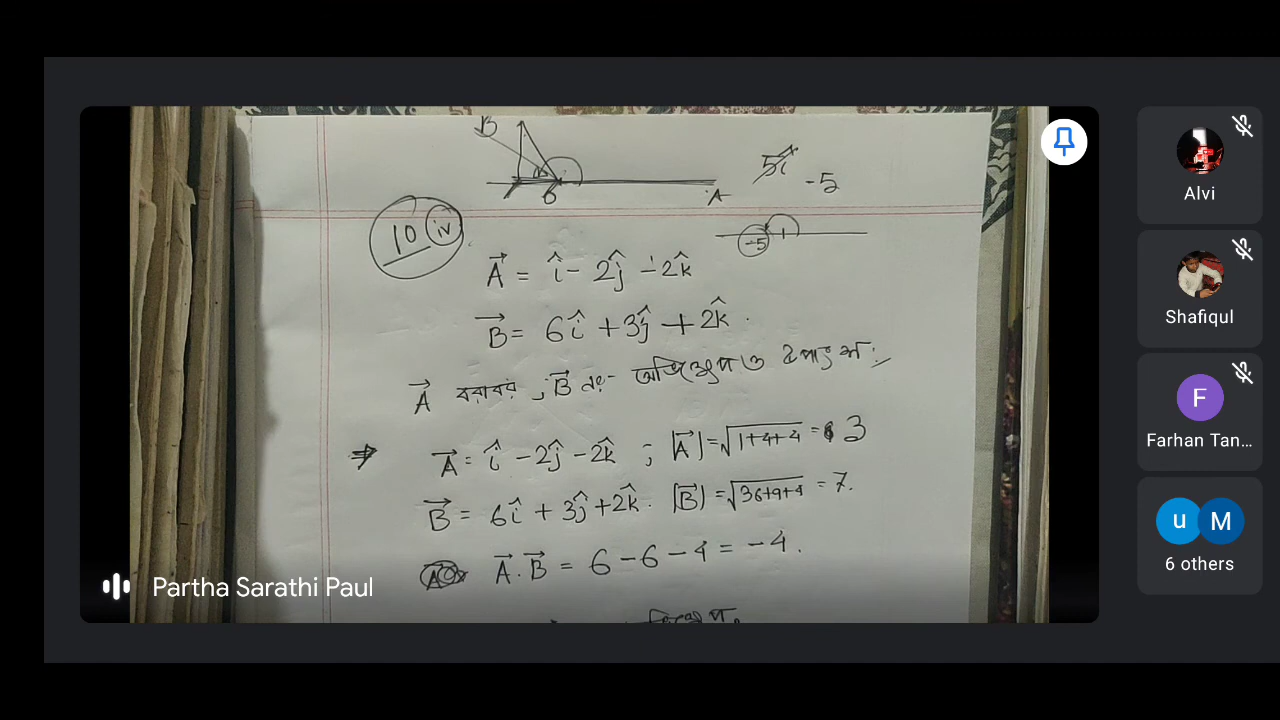 B
A
5i
-5
-5
10 iv
A⃗ = î - 2ĵ - 2k̂
B⃗ = 6î + 3ĵ + 2k̂.
A⃗ বরাবর ; B⃗ এর অভিক্ষেপ ও উপাংশ :
⇒ A⃗ = î - 2ĵ - 2k̂ ; |A⃗| = √1+4+4 = 3
B⃗ = 6î + 3ĵ + 2k̂. |B⃗| = √36+9+4 = 7.
A⃗.B⃗ = 6 - 6 - 4 = -4.
Partha Sarathi Paul
Alvi
Shafiqul
F
Farhan Tan...
u M
6 others